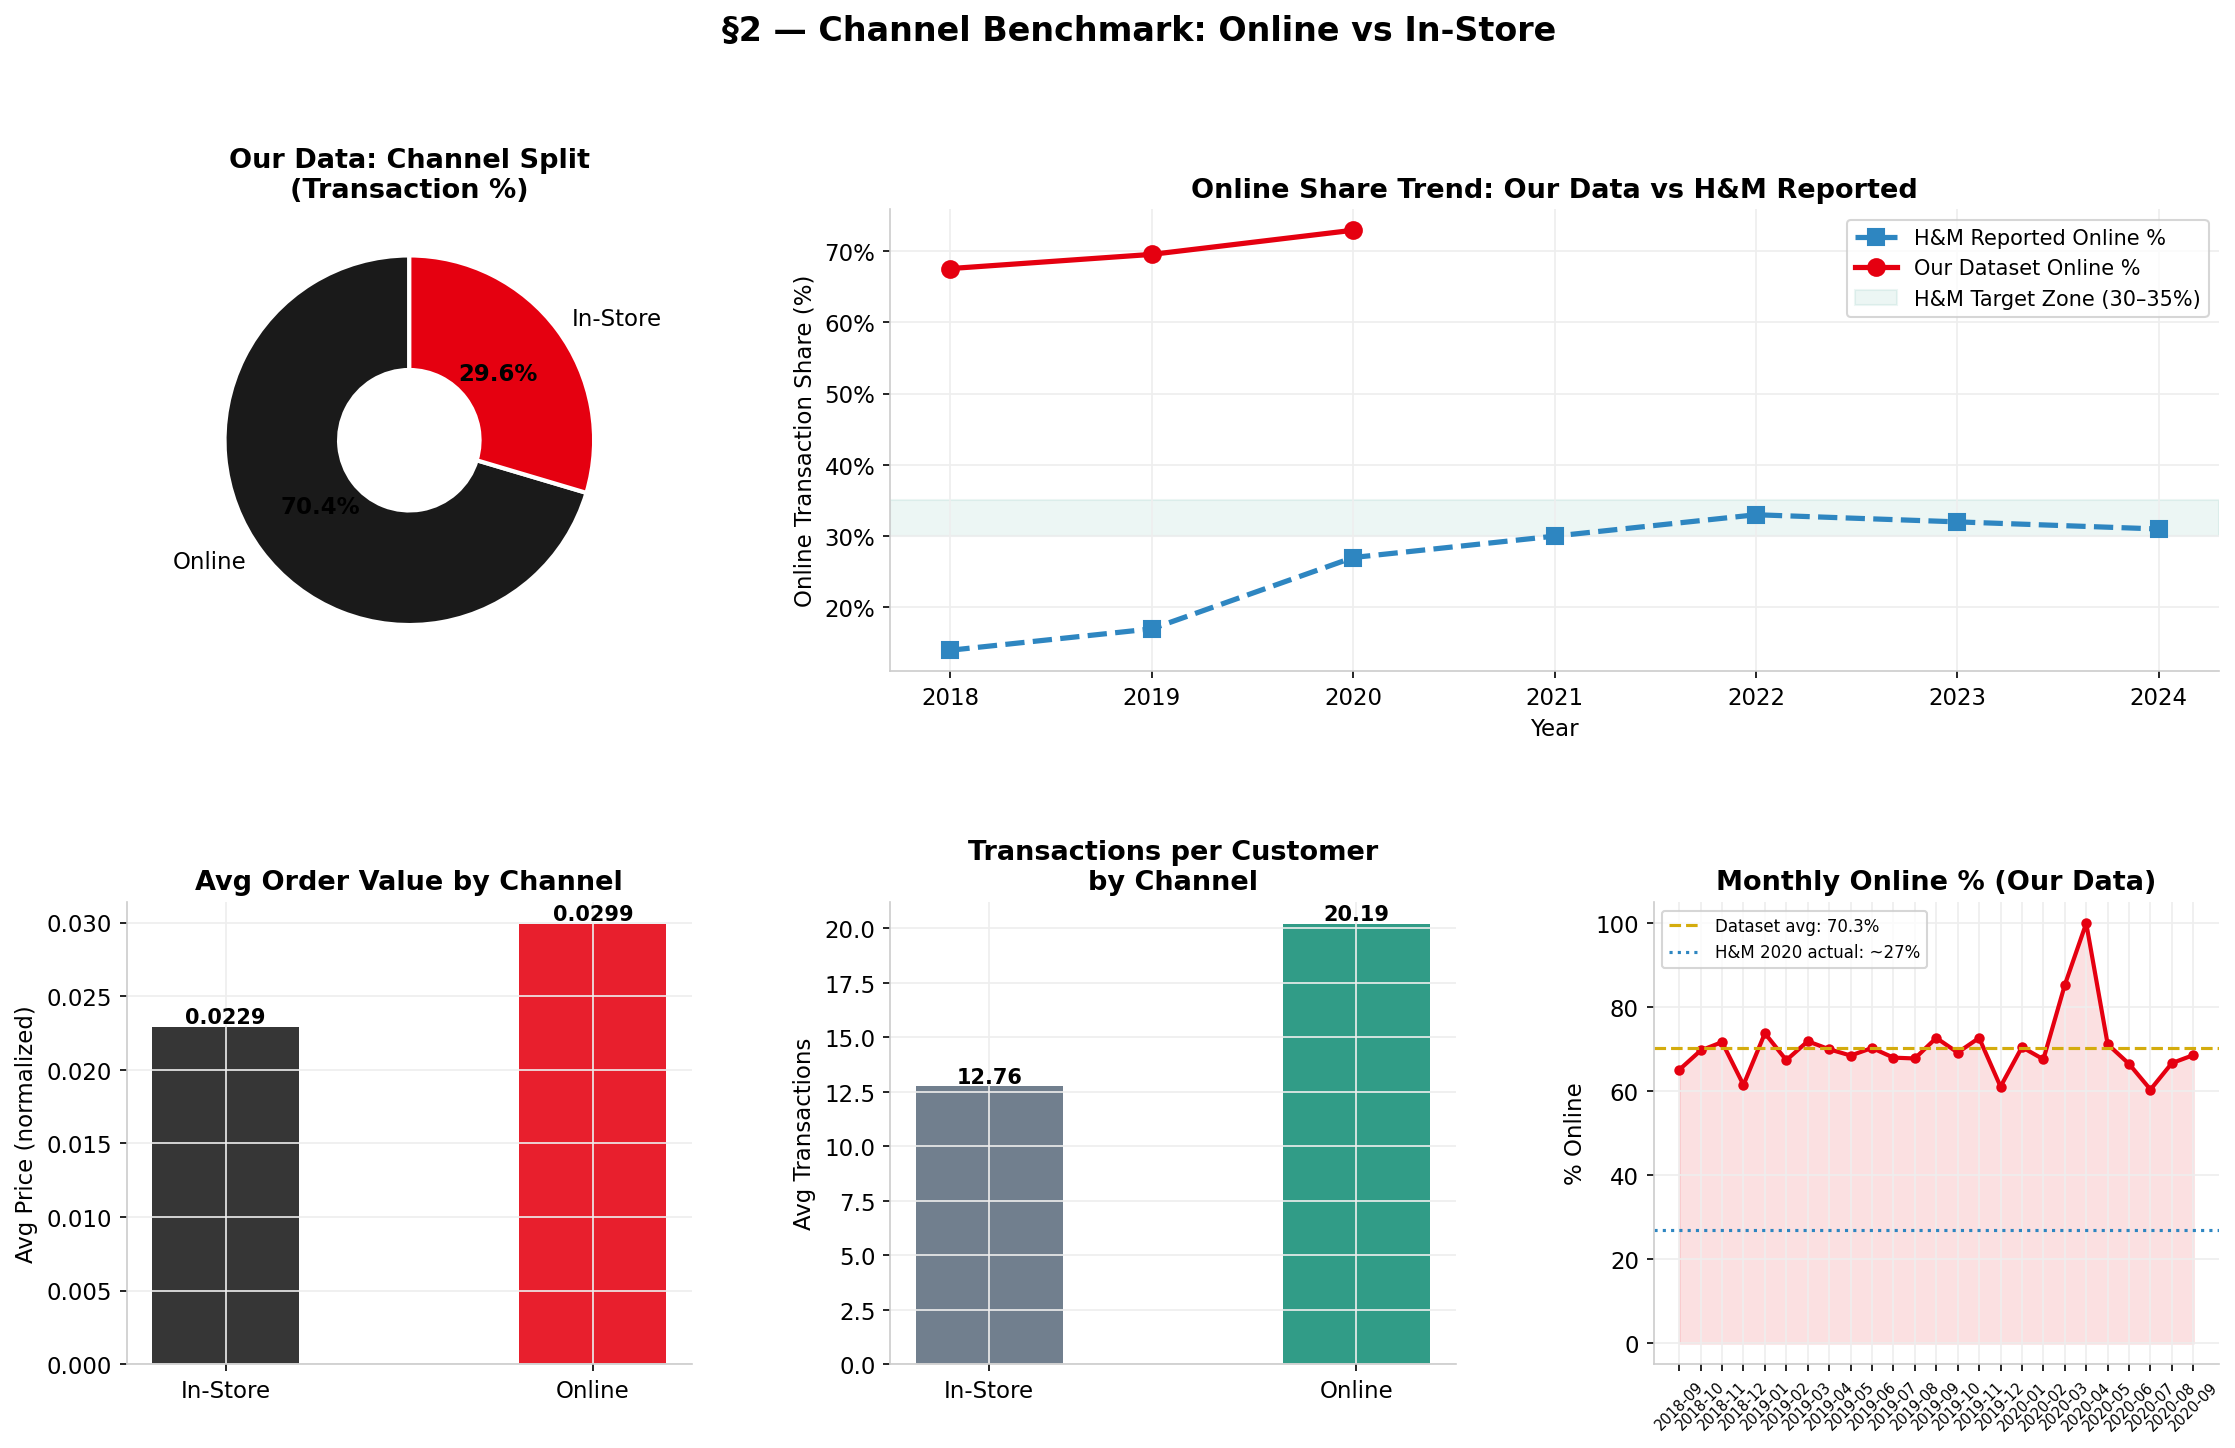 §2 — Channel Benchmark: Online vs In-Store
Our Data: Channel Split
(Transaction %)
In-Store
29.6%
70.4%
Online
Online Share Trend: Our Data vs H&M Reported
H&M Reported Online %
Our Dataset Online %
H&M Target Zone (30–35%)
Online Transaction Share (%)
70%
60%
50%
40%
30%
20%
2018 2019 2020 2021 2022 2023 2024
Year
Avg Order Value by Channel
Avg Price (normalized)
0.030
0.025
0.020
0.015
0.010
0.005
0.000
0.0229
0.0299
In-Store Online
Transactions per Customer
by Channel
Avg Transactions
20.0
17.5
15.0
12.5
10.0
7.5
5.0
2.5
0.0
12.76
20.19
In-Store Online
Monthly Online % (Our Data)
Dataset avg: 70.3%
H&M 2020 actual: ~27%
% Online
100
80
60
40
20
0
2018-09 2018-10 2018-11 2018-12 2019-01 2019-02 2019-03 2019-04 2019-05 2019-06 2019-07 2019-08 2019-09 2019-10 2019-11 2019-12 2020-01 2020-02 2020-03 2020-04 2020-05 2020-06 2020-07 2020-08 2020-09